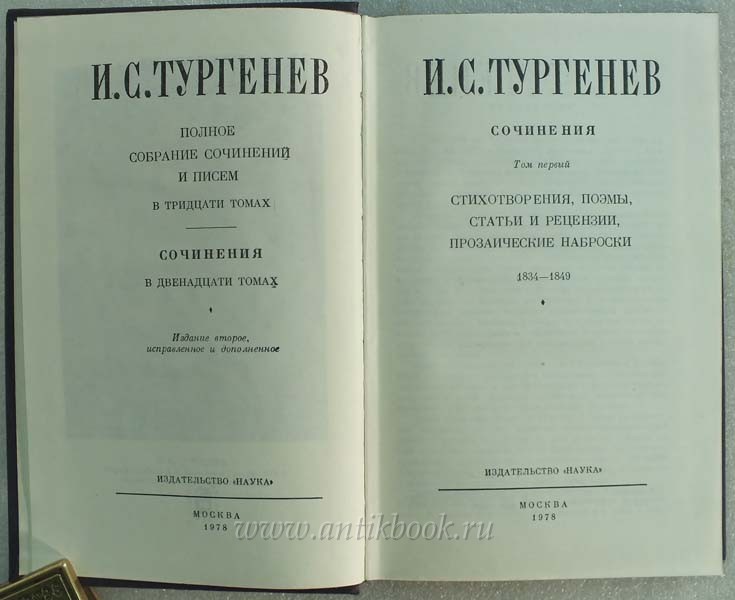 И.С.ТУРГЕНЕВ
ПОЛНОЕ
СОБРАНИЕ СОЧИНЕНИЙ
И ПИСЕМ
В ТРИДЦАТИ ТОМАХ
СОЧИНЕНИЯ
В ДВЕНАДЦАТИ ТОМАХ
Издание второе,
исправленное и дополненное
ИЗДАТЕЛЬСТВО «НАУКА»
МОСКВА
1978
И.С.ТУРГЕНЕВ
СОЧИНЕНИЯ
Том первый
СТИХОТВОРЕНИЯ, ПОЭМЫ,
СТАТЬИ И РЕЦЕНЗИИ,
ПРОЗАИЧЕСКИЕ НАБРОСКИ
1834—1849
ИЗДАТЕЛЬСТВО «НАУКА»
МОСКВА
1978
www.antikbook.ru